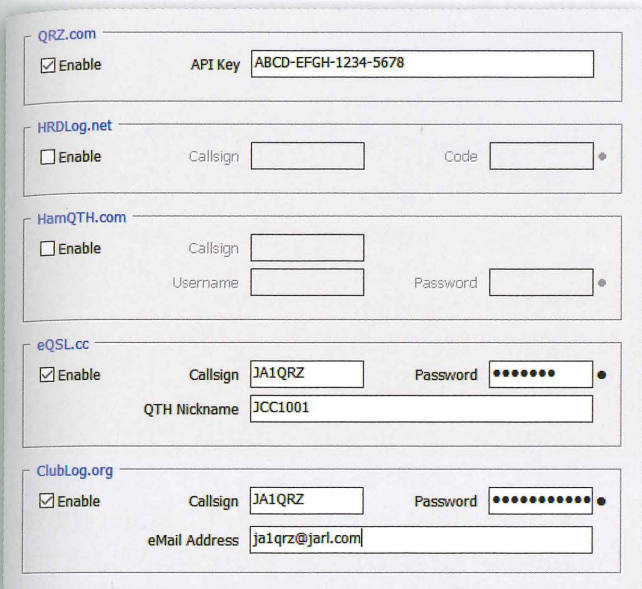 QRZ.com
Enable API Key ABCD-EFGH-1234-5678
HRDLog.net
Enable Callsign Code
HamQTH.com
Enable Callsign
Username Password
eQSL.cc
Enable Callsign JA1QRZ Password •••••••
QTH Nickname JCC1001
ClubLog.org
Enable Callsign JA1QRZ Password •••••••••••
eMail Address ja1qrz@jarl.com